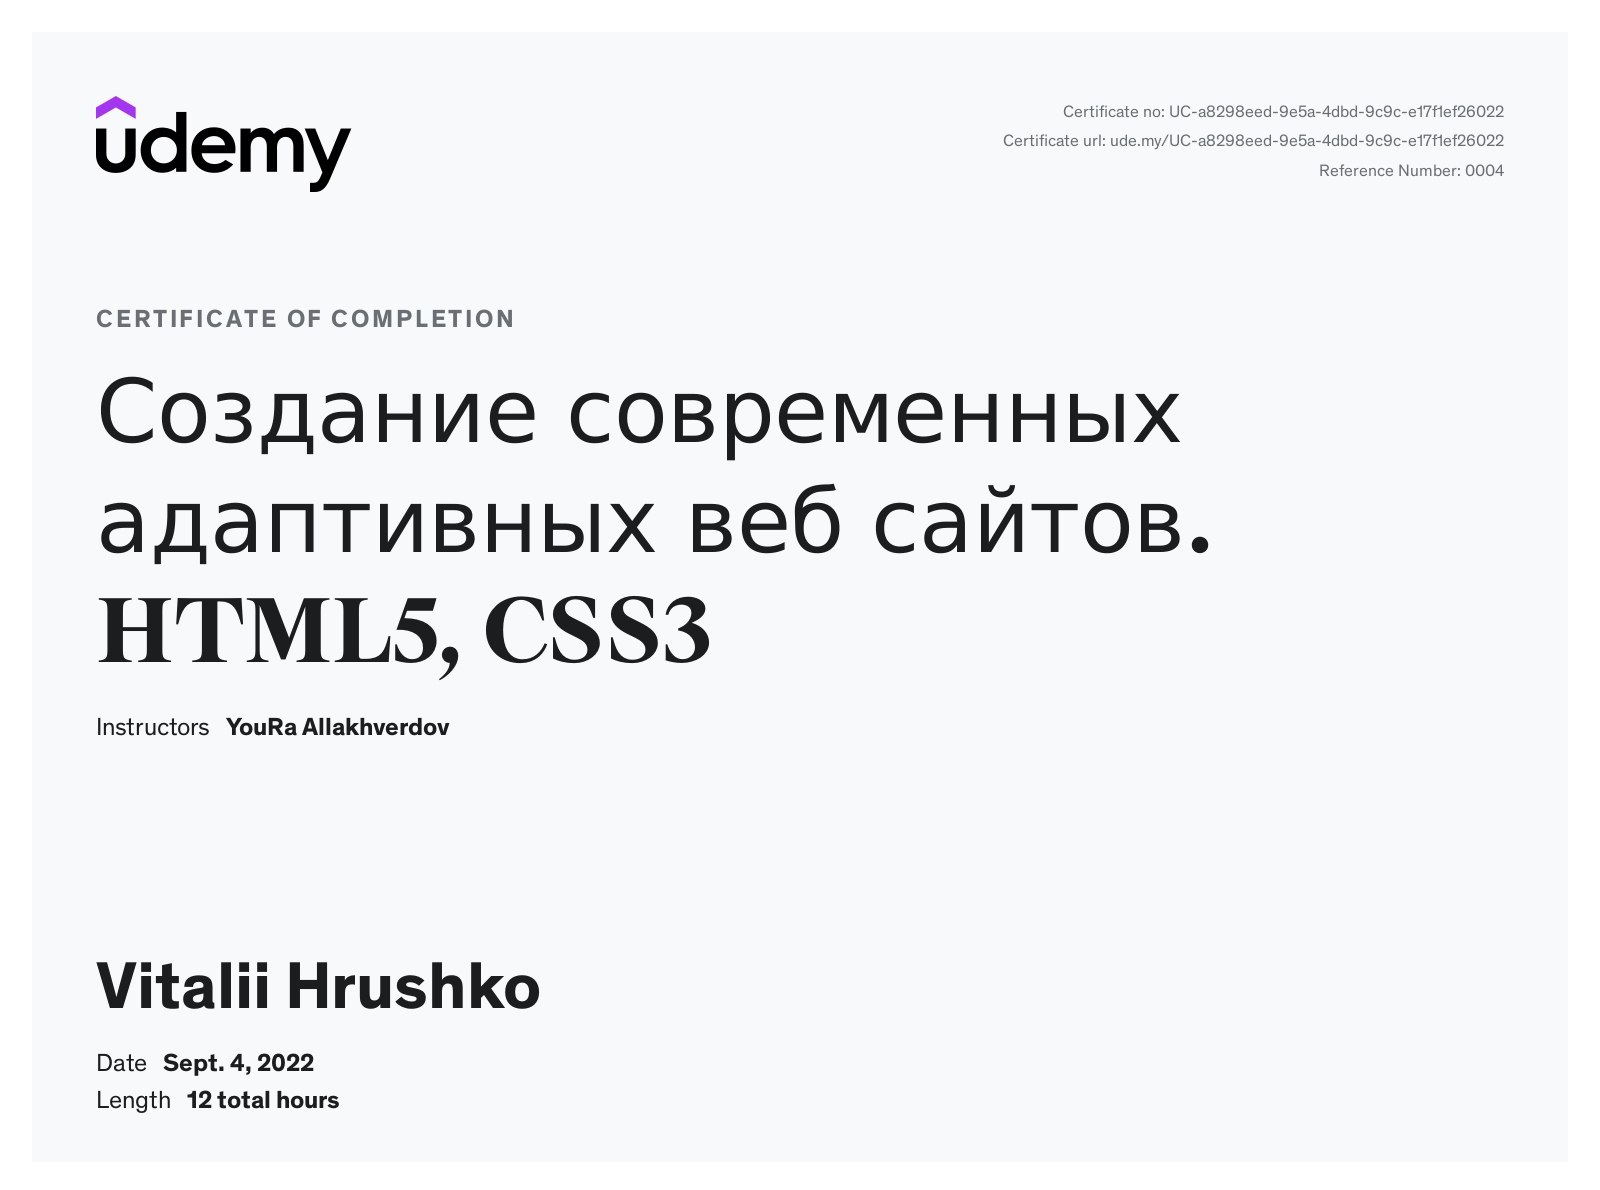 udemy
Certificate no: UC-a8298eed-9e5a-4dbd-9c9c-e17f1ef26022
Certificate url: ude.my/UC-a8298eed-9e5a-4dbd-9c9c-e17f1ef26022
Reference Number: 0004
CERTIFICATE OF COMPLETION
Создание современных
адаптивных веб сайтов.
HTML5, CSS3
Instructors YouRa Allakhverdov
Vitalii Hrushko
Date Sept. 4, 2022
Length 12 total hours